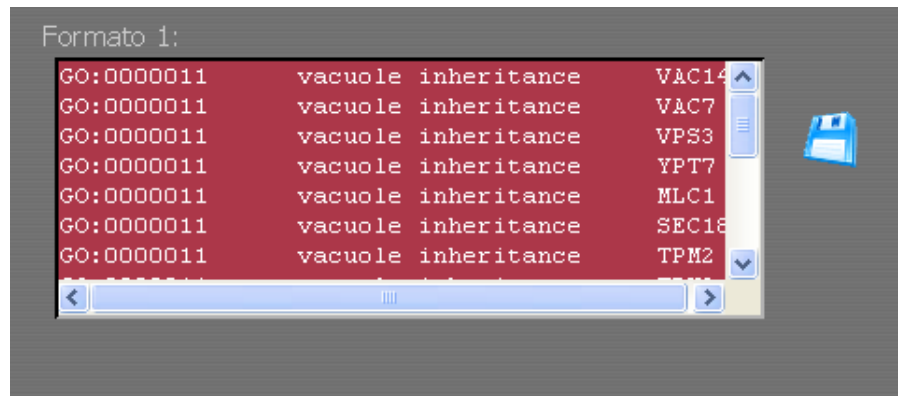 Formato 1:
GO:0000011 vacuole inheritance VAC14
GO:0000011 vacuole inheritance VAC7
GO:0000011 vacuole inheritance VPS3
GO:0000011 vacuole inheritance YPT7
GO:0000011 vacuole inheritance MLC1
GO:0000011 vacuole inheritance SEC18
GO:0000011 vacuole inheritance TPM2